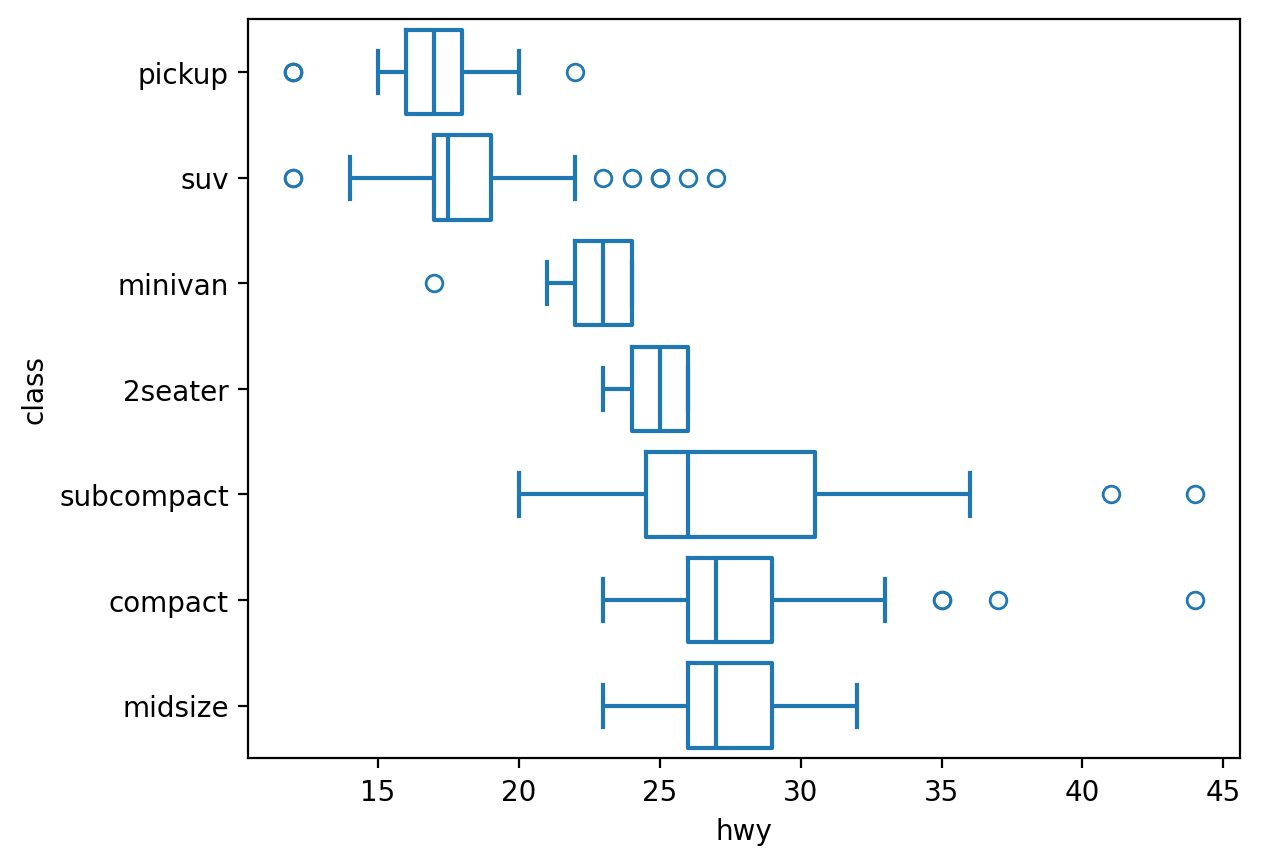 pickup
suv
minivan
2seater
subcompact
compact
midsize
class
15 20 25 30 35 40 45
hwy